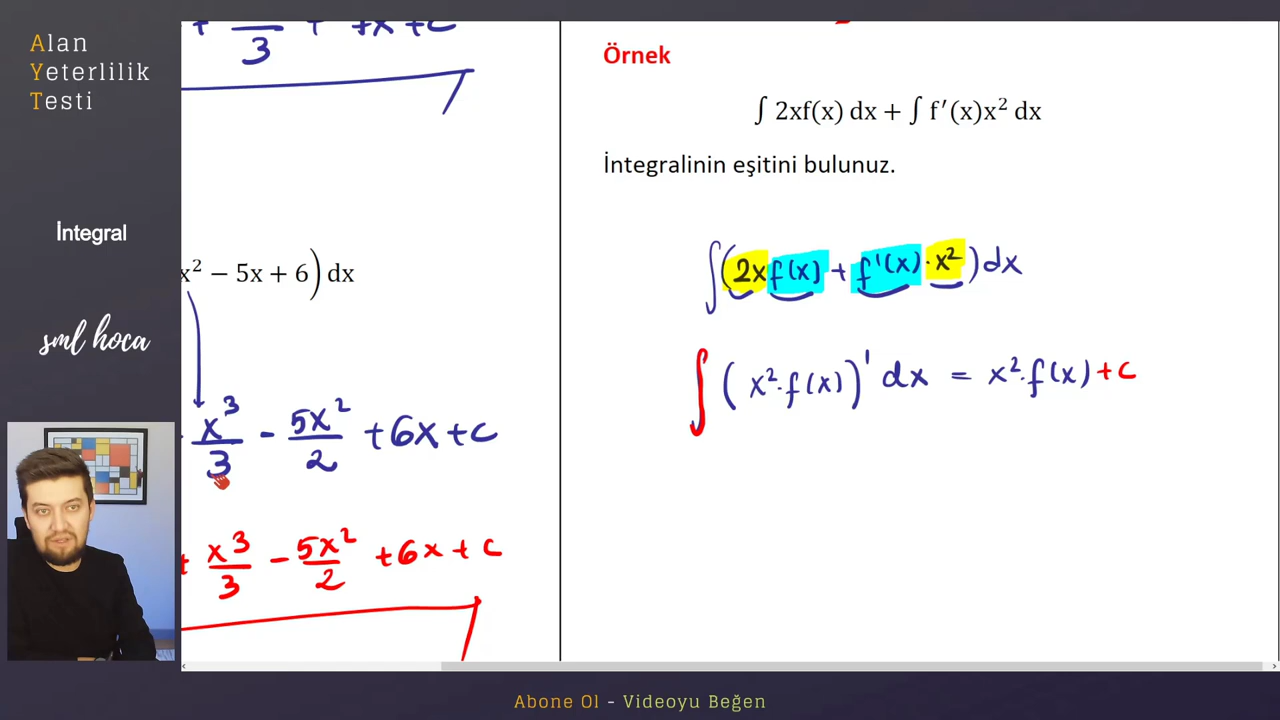 Alan
Yeterlilik
Testi
İntegral
sml hoca
3 + 7x + c
x² − 5x + 6) dx
x³/3 - 5x²/2 + 6x + c
+ x³/3 - 5x²/2 + 6x + c
Örnek
∫ 2xf(x) dx + ∫ f′(x)x² dx
İntegralinin eşitini bulunuz.
∫(2x f(x) + f'(x) · x²) dx
∫ (x² · f(x))' dx = x² · f(x) + c
Abone Ol - Videoyu Beğen